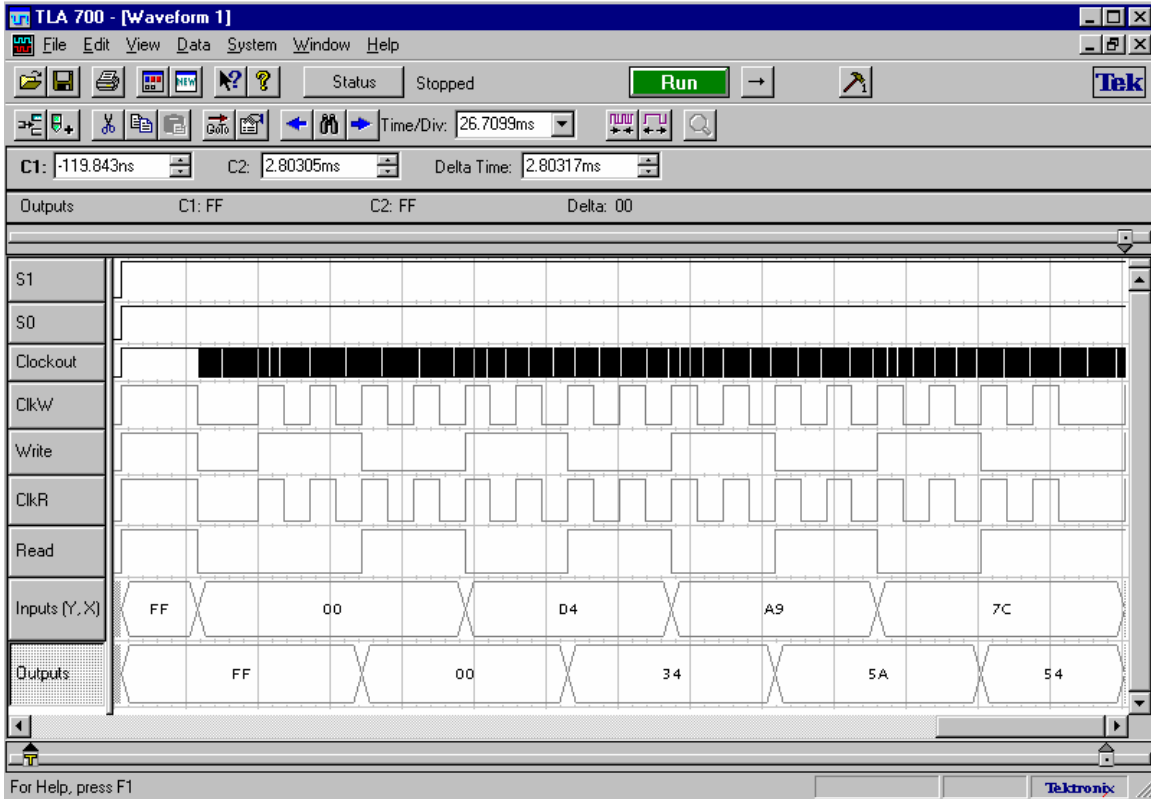 TLA 700 - [Waveform 1]
File Edit View Data System Window Help
NEW Status Stopped Run Tek
GOTO Time/Div: 26.7099ms
C1: -119.843ns C2: 2.80305ms Delta Time: 2.80317ms
Outputs C1: FF C2: FF Delta: 00
S1
S0
Clockout
ClkW
Write
ClkR
Read
Inputs (Y, X) FF 00 D4 A9 7C
Outputs FF 00 34 5A 54
T
For Help, press F1 Tektronix